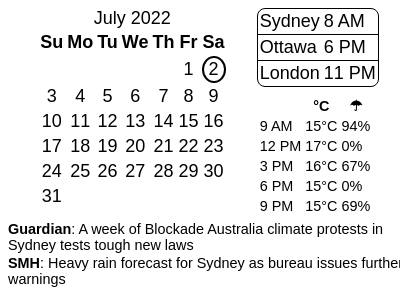 July 2022
Su Mo Tu We Th Fr Sa
1 2
3 4 5 6 7 8 9
10 11 12 13 14 15 16
17 18 19 20 21 22 23
24 25 26 27 28 29 30
31
Sydney 8 AM
Ottawa 6 PM
London 11 PM
°C ☂
9 AM 15°C 94%
12 PM 17°C 0%
3 PM 16°C 67%
6 PM 15°C 0%
9 PM 15°C 69%
Guardian: A week of Blockade Australia climate protests in
Sydney tests tough new laws
SMH: Heavy rain forecast for Sydney as bureau issues further
warnings